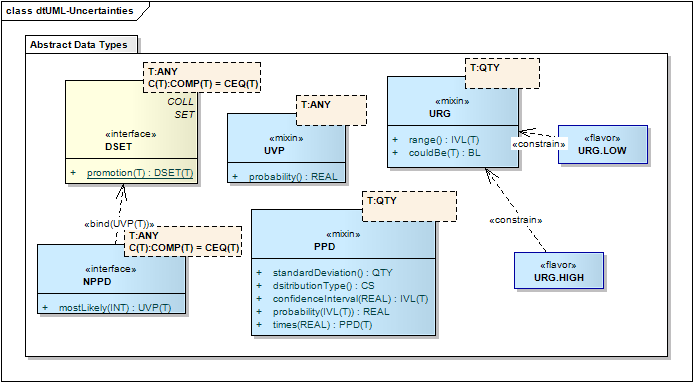 class dtUML-Uncertainties
Abstract Data Types
T:ANY
C(T):COMP(T) = CEQ(T)
COLL
SET
«interface»
DSET
+ promotion(T) : DSET(T)
T:ANY
«mixin»
UVP
+ probability() : REAL
T:QTY
«mixin»
URG
+ range() : IVL(T)
+ couldBe(T) : BL
«constrain»
«flavor»
URG.LOW
«constrain»
«flavor»
URG.HIGH
«bind(UVP(T))»
T:ANY
C(T):COMP(T) = CEQ(T)
«interface»
NPPD
+ mostLikely(INT) : UVP(T)
T:QTY
«mixin»
PPD
+ standardDeviation() : QTY
+ dsitributionType() : CS
+ confidenceInterval(REAL) : IVL(T)
+ probability(IVL(T)) : REAL
+ times(REAL) : PPD(T)